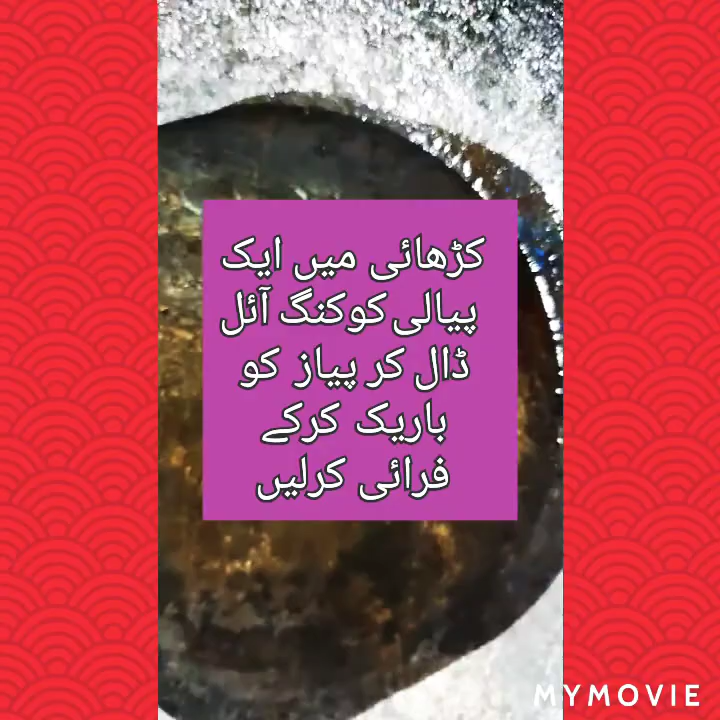 کڑھائی میں ایک
پیالی کوکنگ آئل
ڈال کر پیاز کو
باریک کرکے
فرائی کرلیں
MYMOVIE